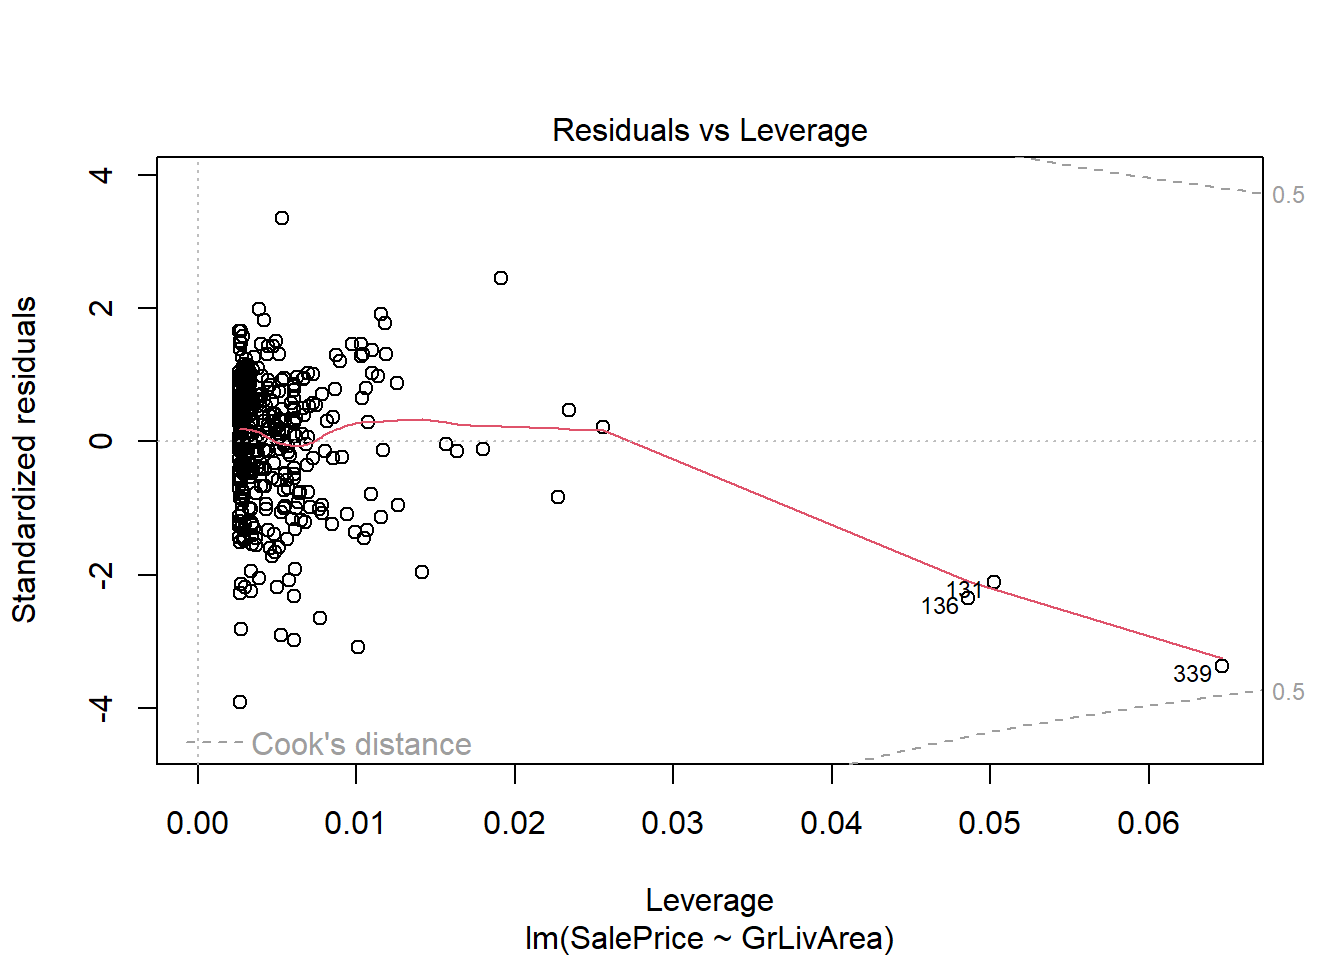 Residuals vs Leverage
Standardized residuals
4
2
0
-2
-4
0.5
0.5
131
136
339
Cook's distance
0.00 0.01 0.02 0.03 0.04 0.05 0.06
Leverage
lm(SalePrice ~ GrLivArea)